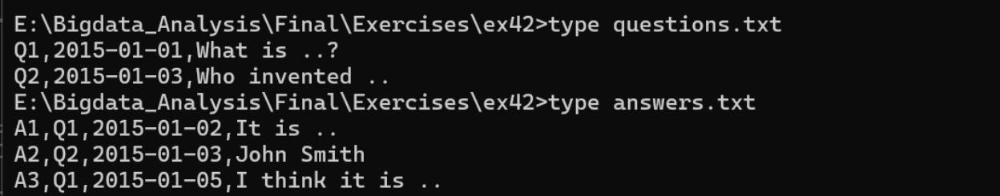 E:\Bigdata_Analysis\Final\Exercises\ex42>type questions.txt
Q1,2015-01-01,What is ..?
Q2,2015-01-03,Who invented ..
E:\Bigdata_Analysis\Final\Exercises\ex42>type answers.txt
A1,Q1,2015-01-02,It is ..
A2,Q2,2015-01-03,John Smith
A3,Q1,2015-01-05,I think it is ..